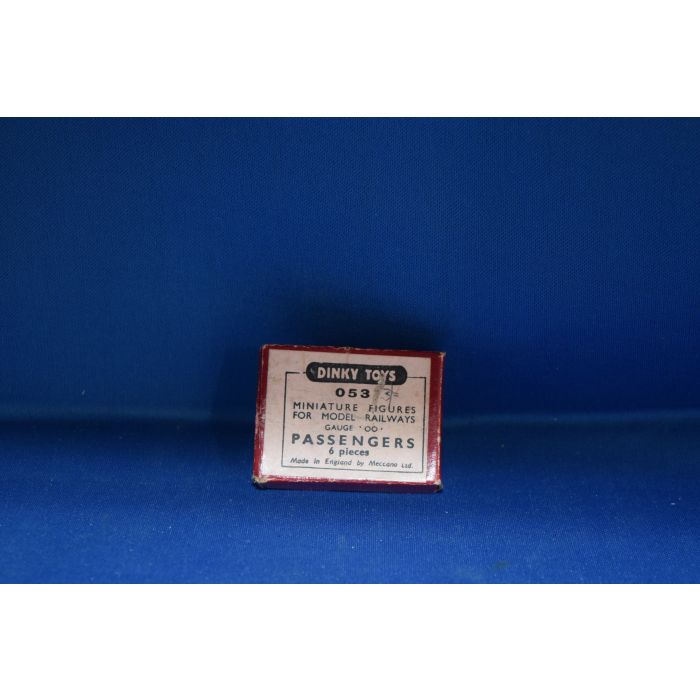 DINKY TOYS
053
MINIATURE FIGURES
FOR MODEL RAILWAYS
GAUGE 'OO'
PASSENGERS
6 pieces
Made in England by Meccano Ltd.